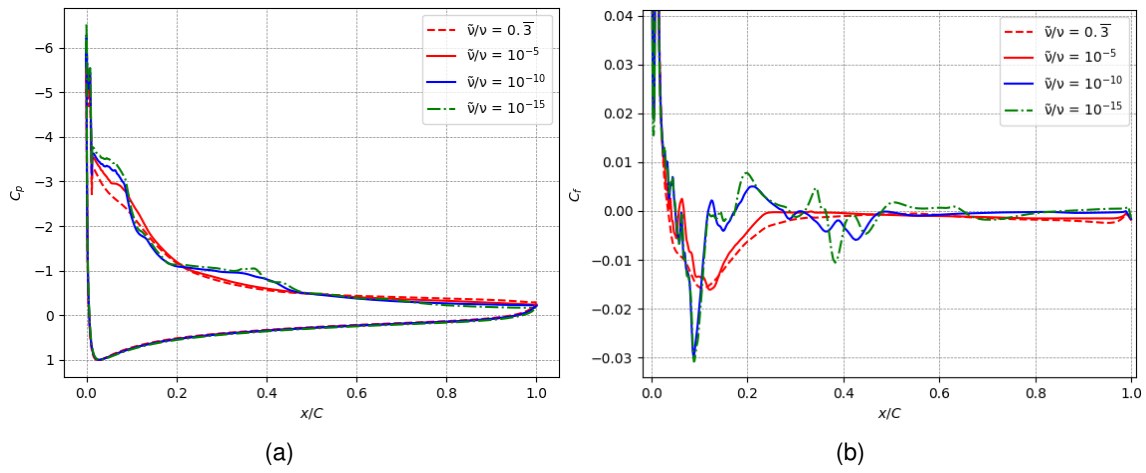 −6
−5
−4
−3
−2
−1
0
1
C_p
0.0 0.2 0.4 0.6 0.8 1.0
x/C
ν̃/ν = 0.3̅
ν̃/ν = 10⁻⁵
ν̃/ν = 10⁻¹⁰
ν̃/ν = 10⁻¹⁵
(a)
0.04
0.03
0.02
0.01
0.00
−0.01
−0.02
−0.03
C_f
0.0 0.2 0.4 0.6 0.8 1.0
x/C
ν̃/ν = 0.3̅
ν̃/ν = 10⁻⁵
ν̃/ν = 10⁻¹⁰
ν̃/ν = 10⁻¹⁵
(b)